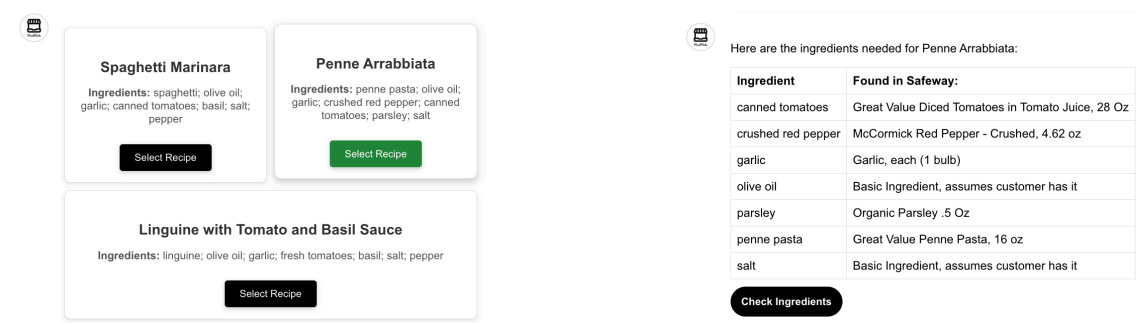 Spaghetti Marinara
Ingredients: spaghetti; olive oil;
garlic; canned tomatoes; basil; salt;
pepper
Select Recipe
Penne Arrabbiata
Ingredients: penne pasta; olive oil;
garlic; crushed red pepper; canned
tomatoes; parsley; salt
Select Recipe
Linguine with Tomato and Basil Sauce
Ingredients: linguine; olive oil; garlic; fresh tomatoes; basil; salt; pepper
Select Recipe
Here are the ingredients needed for Penne Arrabbiata:
Ingredient Found in Safeway:
canned tomatoes Great Value Diced Tomatoes in Tomato Juice, 28 Oz
crushed red pepper McCormick Red Pepper - Crushed, 4.62 oz
garlic Garlic, each (1 bulb)
olive oil Basic Ingredient, assumes customer has it
parsley Organic Parsley .5 Oz
penne pasta Great Value Penne Pasta, 16 oz
salt Basic Ingredient, assumes customer has it
Check Ingredients